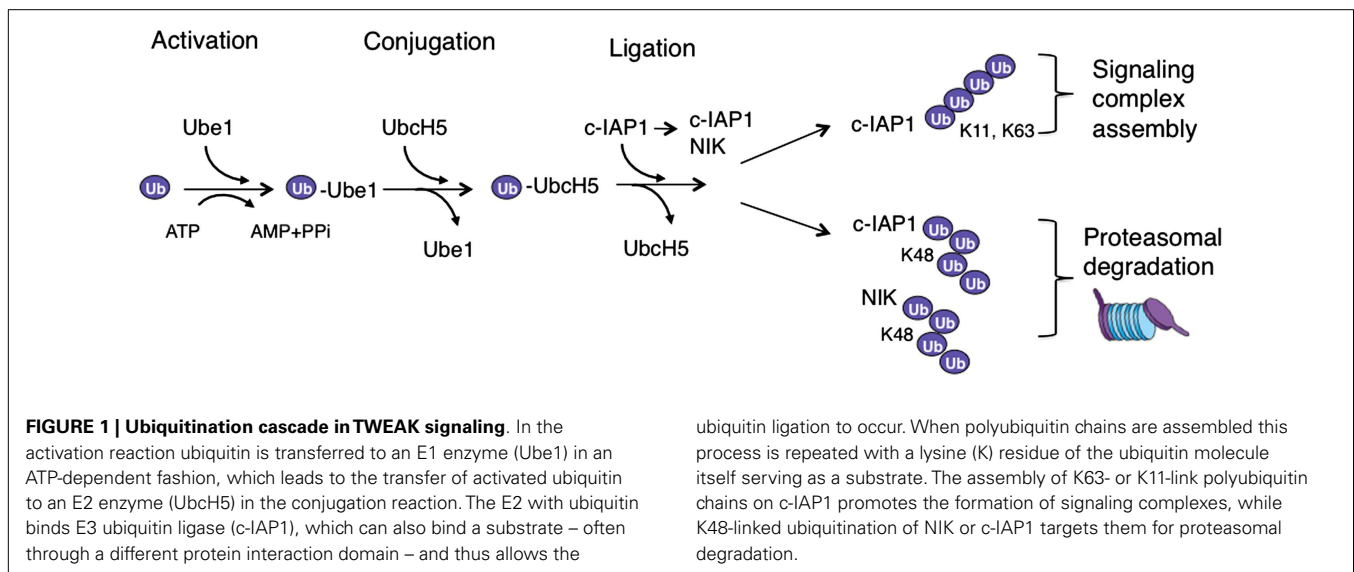 Activation
Conjugation
Ligation
Ube1
UbcH5
c-IAP1
c-IAP1
NIK
Ub
Ub
-Ube1
Ub
-UbcH5
ATP
AMP+PPi
Ube1
UbcH5
c-IAP1
Ub
Ub
Ub
Ub
K11, K63
Signaling
complex
assembly
c-IAP1
Ub
Ub
K48
Ub
Ub
NIK
Ub
Ub
K48
Ub
Ub
Proteasomal
degradation
FIGURE 1 | Ubiquitination cascade in TWEAK signaling. In the
activation reaction ubiquitin is transferred to an E1 enzyme (Ube1) in an
ATP-dependent fashion, which leads to the transfer of activated ubiquitin
to an E2 enzyme (UbcH5) in the conjugation reaction. The E2 with ubiquitin
binds E3 ubiquitin ligase (c-IAP1), which can also bind a substrate – often
through a different protein interaction domain – and thus allows the
ubiquitin ligation to occur. When polyubiquitin chains are assembled this
process is repeated with a lysine (K) residue of the ubiquitin molecule
itself serving as a substrate. The assembly of K63- or K11-link polyubiquitin
chains on c-IAP1 promotes the formation of signaling complexes, while
K48-linked ubiquitination of NIK or c-IAP1 targets them for proteasomal
degradation.